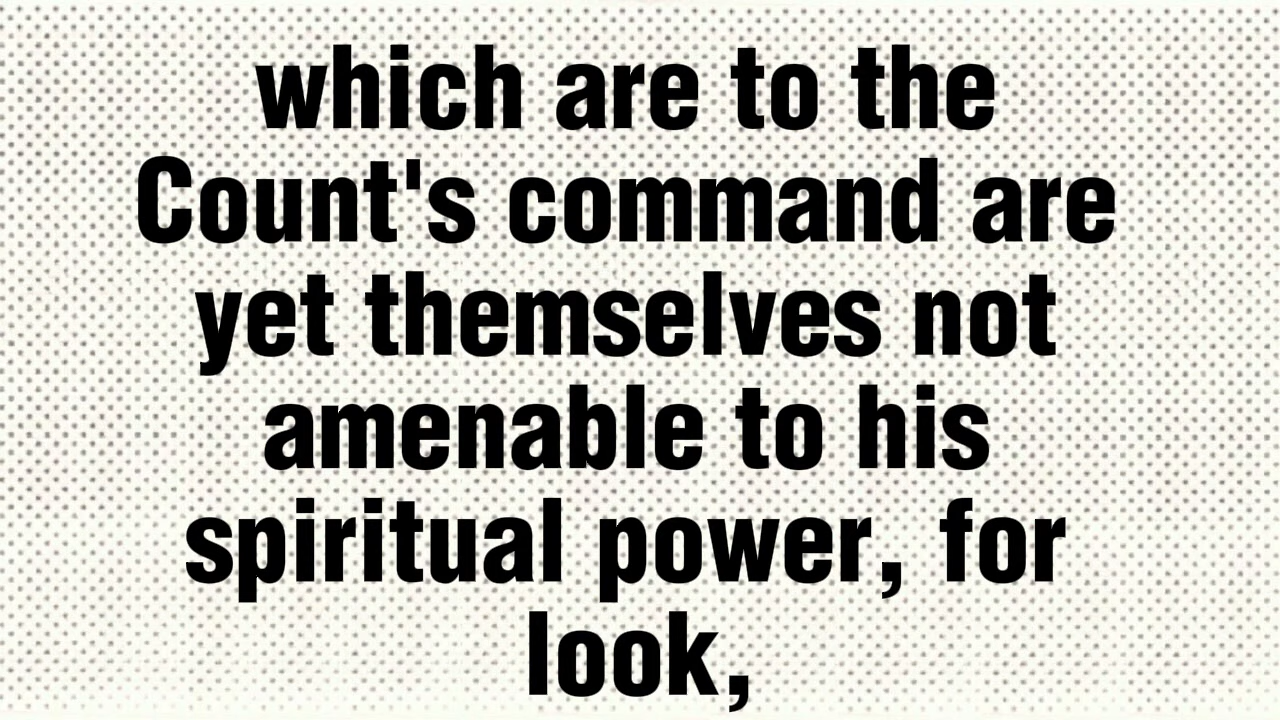 which are to the
Count's command are
yet themselves not
amenable to his
spiritual power, for
look,